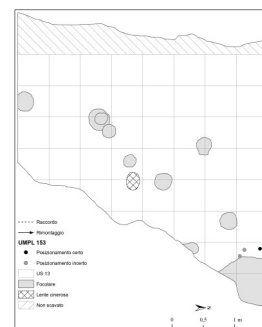 Raccordo
Rimontaggio
UMPL 153
Posizionamento certo
Posizionamento incerto
US 13
Focolare
Lente cinerosa
Non scavato
0 0,5 1 m